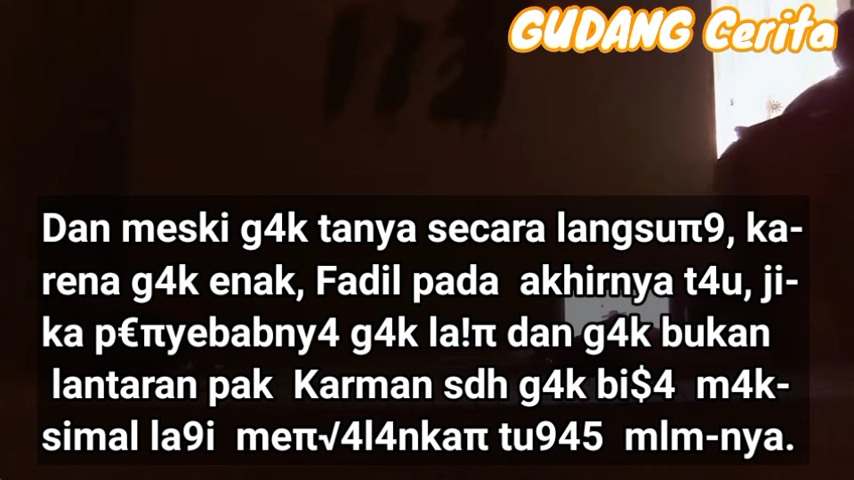 GUDANG Cerita
Dan meski g4k tanya secara langsuπ9, ka-
rena g4k enak, Fadil pada akhirnya t4u, ji-
ka p€πyebabny4 g4k la!π dan g4k bukan
lantaran pak Karman sdh g4k bi$4 m4k-
simal la9i meπ√4l4nkaπ tu945 mlm-nya.